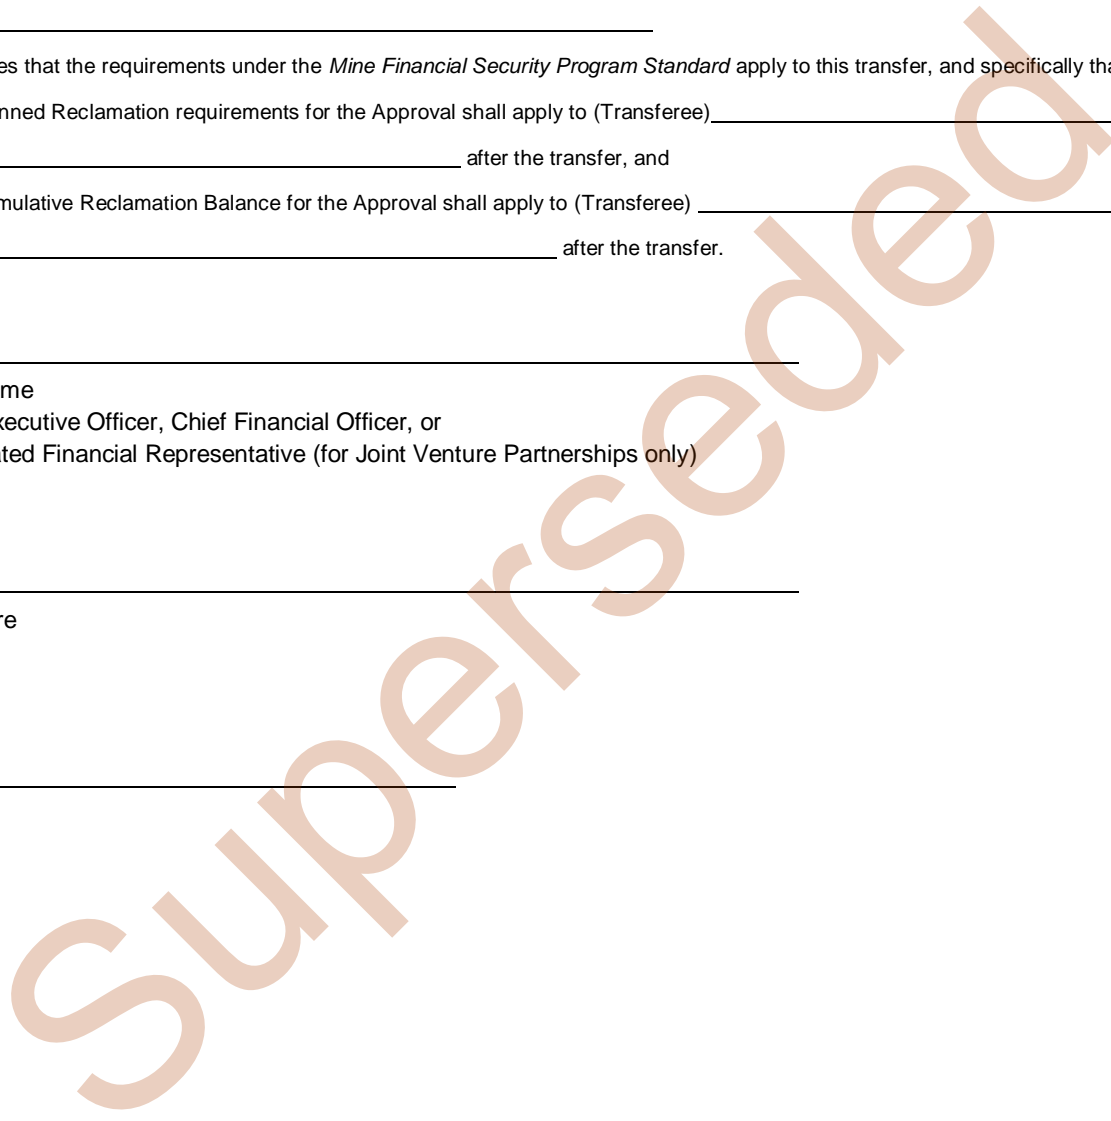 es that the requirements under the Mine Financial Security Program Standard apply to this transfer, and specifically tha
nned Reclamation requirements for the Approval shall apply to (Transferee)
after the transfer, and
mulative Reclamation Balance for the Approval shall apply to (Transferee)
after the transfer.
me
xecutive Officer, Chief Financial Officer, or
ted Financial Representative (for Joint Venture Partnerships only)
re
Superseded